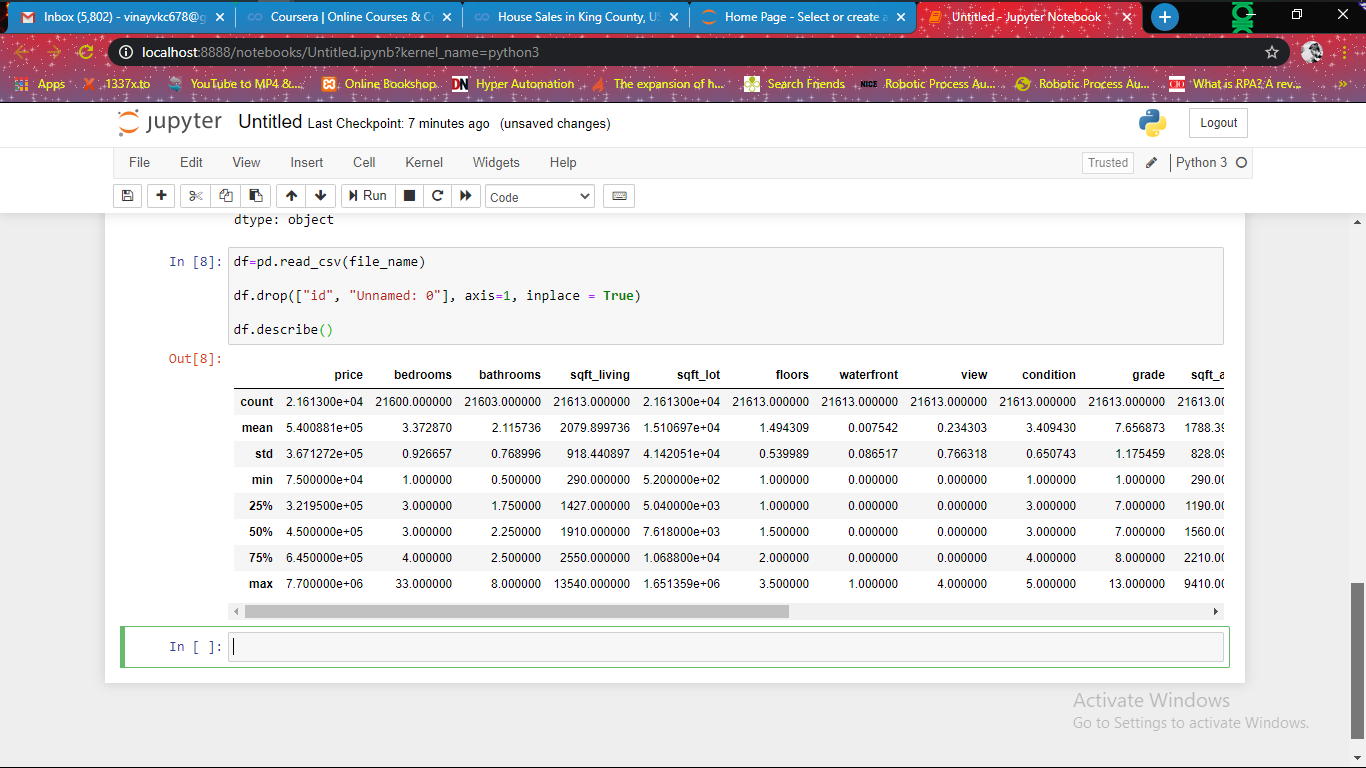 Inbox (5,802) - vinayvkc678@g
Coursera | Online Courses & C
House Sales in King County, U
Home Page - Select or create a
Untitled - Jupyter Notebook
localhost:8888/notebooks/Untitled.ipynb?kernel_name=python3
Apps
1337x.to
YouTube to MP4 &...
Online Bookshop
DN Hyper Automation
The expansion of h...
Search Friends
NICE Robotic Process Au...
Robotic Process Au...
CIO What is RPA? A rev...
jupyter Untitled Last Checkpoint: 7 minutes ago (unsaved changes)
Logout
File Edit View Insert Cell Kernel Widgets Help
Trusted Python 3
Run Code
dtype: object
In [8]: df=pd.read_csv(file_name)
df.drop(["id", "Unnamed: 0"], axis=1, inplace = True)
df.describe()
Out[8]:
price bedrooms bathrooms sqft_living sqft_lot floors waterfront view condition grade sqft_a
count 2.161300e+04 21600.000000 21603.000000 21613.000000 2.161300e+04 21613.000000 21613.000000 21613.000000 21613.000000 21613.000000 21613.00
mean 5.400881e+05 3.372870 2.115736 2079.899736 1.510697e+04 1.494309 0.007542 0.234303 3.409430 7.656873 1788.39
std 3.671272e+05 0.926657 0.768996 918.440897 4.142051e+04 0.539989 0.086517 0.766318 0.650743 1.175459 828.09
min 7.500000e+04 1.000000 0.500000 290.000000 5.200000e+02 1.000000 0.000000 0.000000 1.000000 1.000000 290.00
25% 3.219500e+05 3.000000 1.750000 1427.000000 5.040000e+03 1.000000 0.000000 0.000000 3.000000 7.000000 1190.00
50% 4.500000e+05 3.000000 2.250000 1910.000000 7.618000e+03 1.500000 0.000000 0.000000 3.000000 7.000000 1560.00
75% 6.450000e+05 4.000000 2.500000 2550.000000 1.068800e+04 2.000000 0.000000 0.000000 4.000000 8.000000 2210.00
max 7.700000e+06 33.000000 8.000000 13540.000000 1.651359e+06 3.500000 1.000000 4.000000 5.000000 13.000000 9410.00
In [ ]:
Activate Windows
Go to Settings to activate Windows.